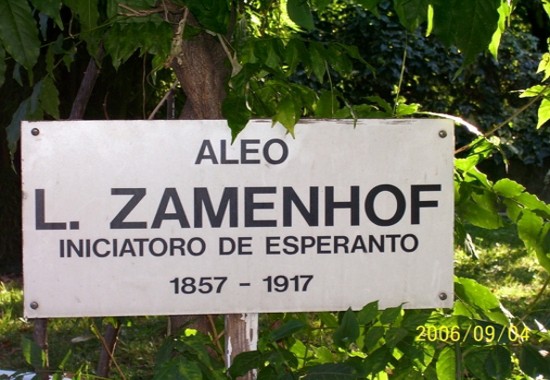 ALEO
L. ZAMENHOF
INICIATORO DE ESPERANTO
1857 - 1917
2006/09/04